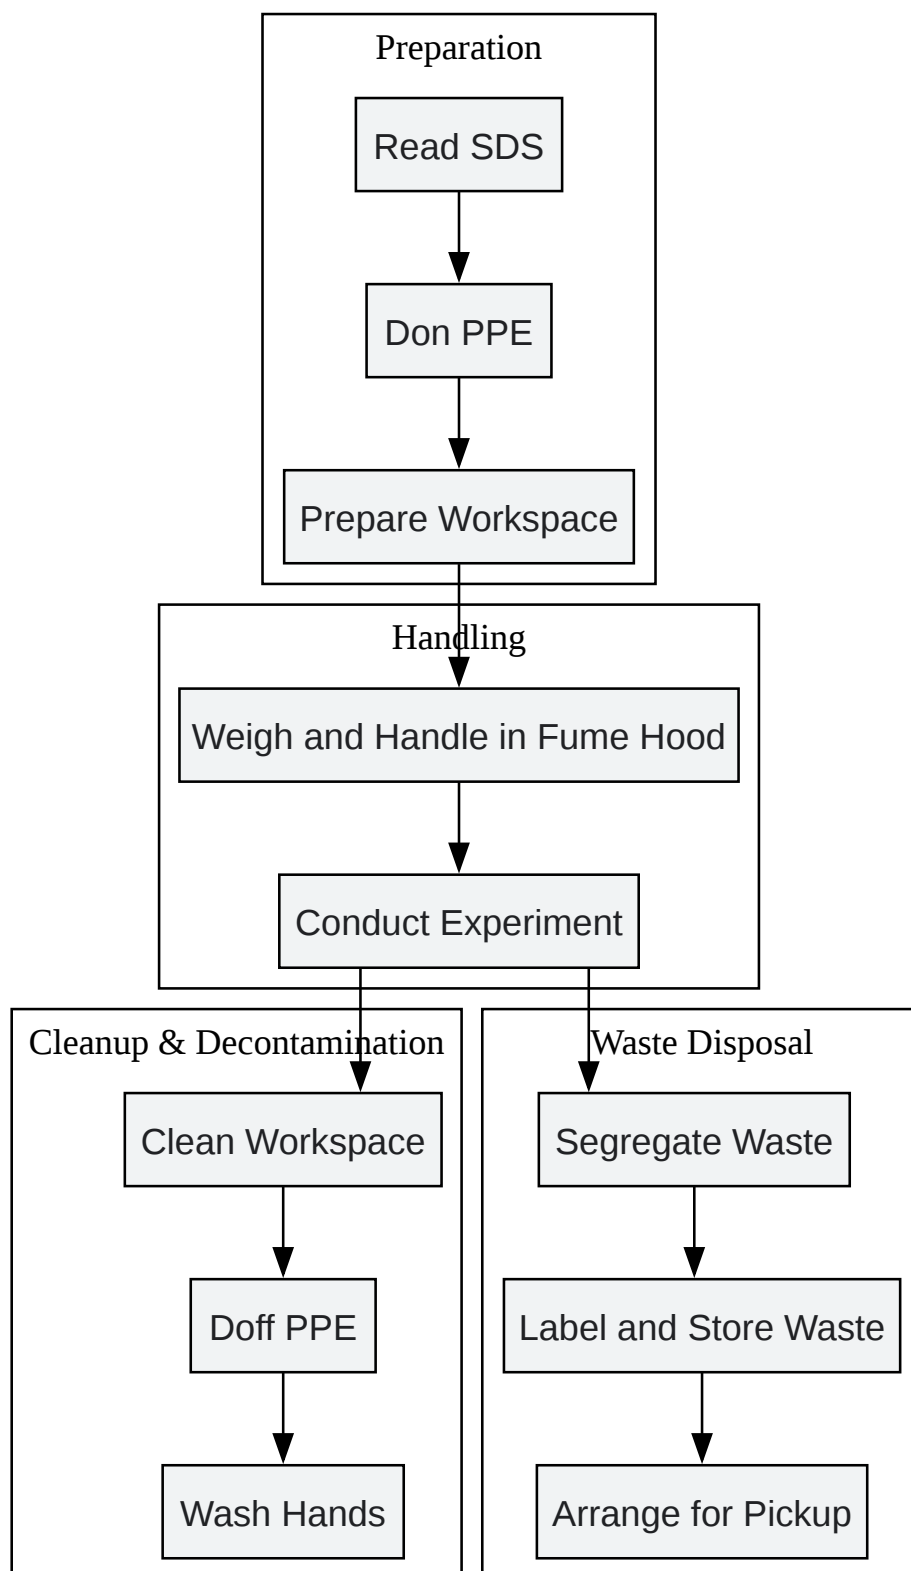 Preparation
Read SDS
Don PPE
Prepare Workspace
Handling
Weigh and Handle in Fume Hood
Conduct Experiment
Cleanup & Decontamination
Clean Workspace
Doff PPE
Wash Hands
Waste Disposal
Segregate Waste
Label and Store Waste
Arrange for Pickup